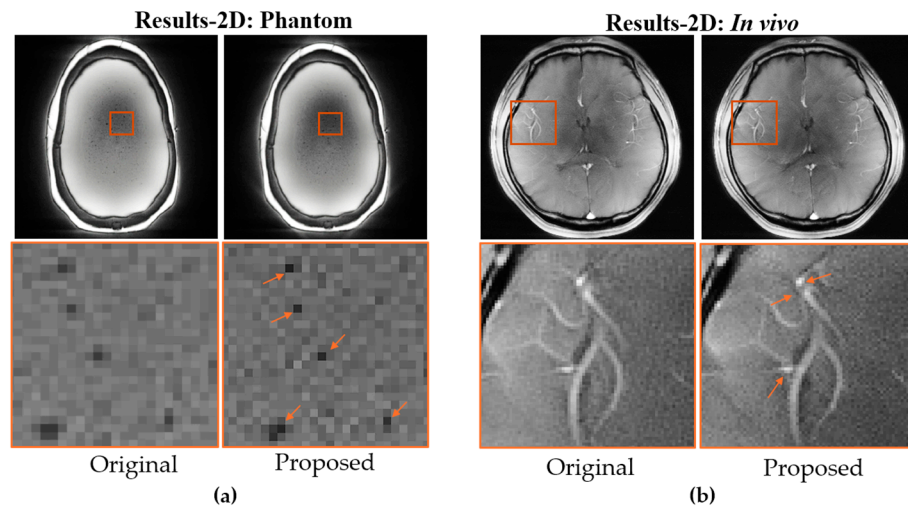 Results-2D: Phantom
Results-2D: In vivo
Original
Proposed
Original
Proposed
(a)
(b)